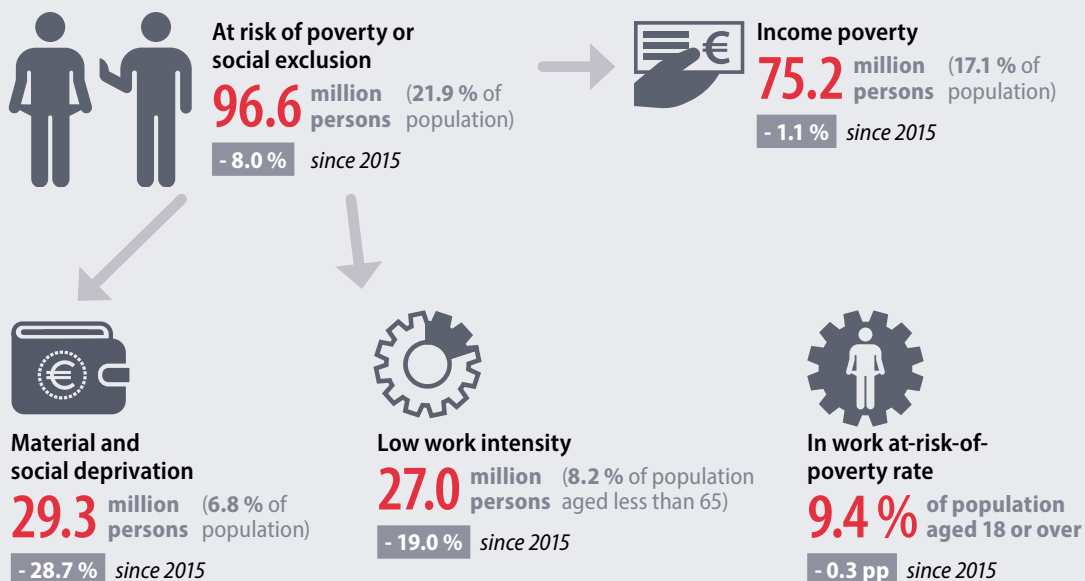 At risk of poverty or
social exclusion
96.6 million persons (21.9 % of population)
- 8.0 % since 2015
Income poverty
75.2 million persons (17.1 % of population)
- 1.1 % since 2015
€
€
Material and
social deprivation
29.3 million persons (6.8 % of population)
- 28.7 % since 2015
Low work intensity
27.0 million persons (8.2 % of population aged less than 65)
- 19.0 % since 2015
In work at-risk-of-
poverty rate
9.4 % of population aged 18 or over
- 0.3 pp since 2015